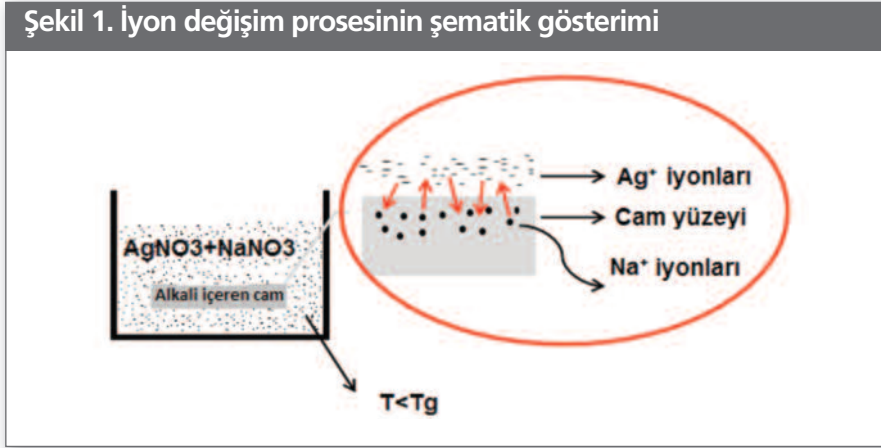 Şekil 1. İyon değişim prosesinin şematik gösterimi
Ag⁺ iyonları
AgNO3+NaNO3
Cam yüzeyi
Alkali içeren cam
Na⁺ iyonları
T<Tg